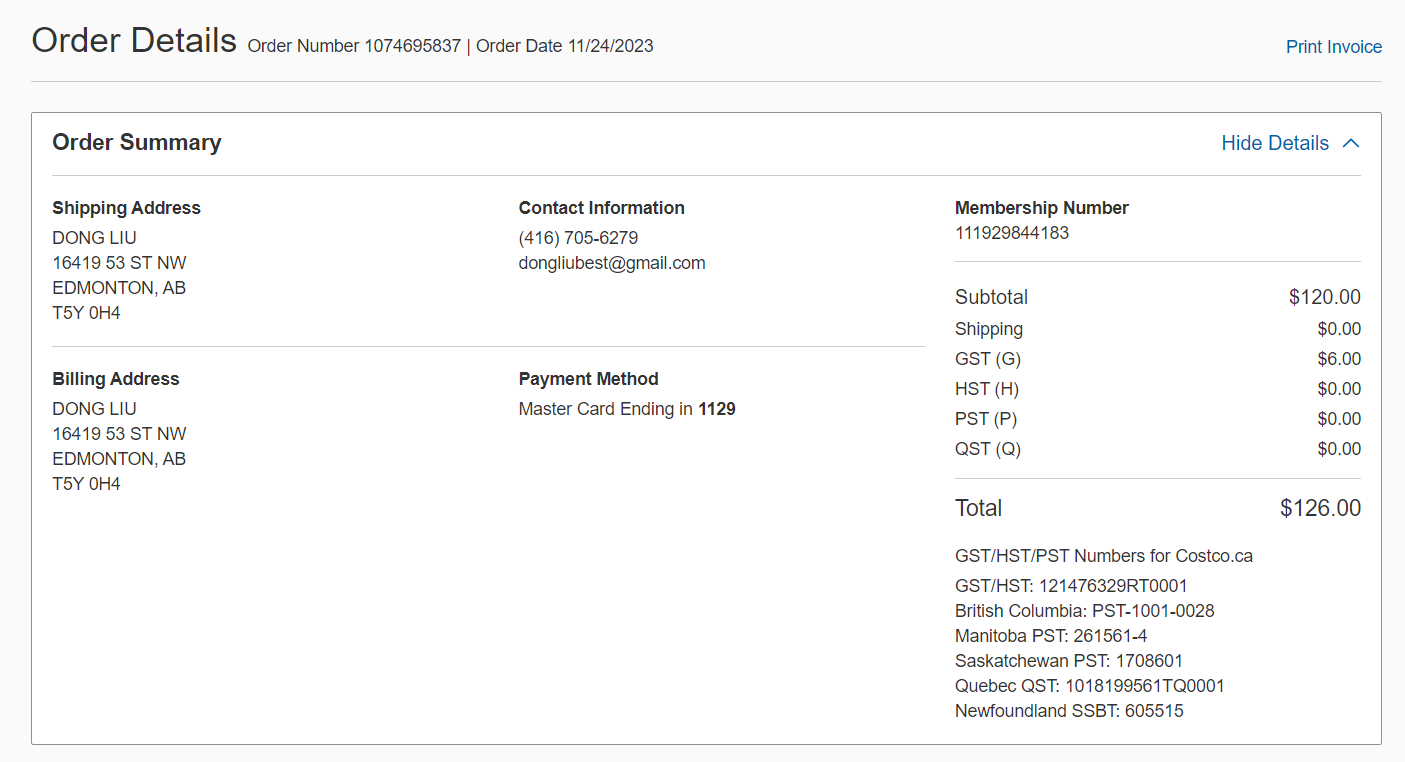 Order Details Order Number 1074695837 | Order Date 11/24/2023
Print Invoice
Order Summary
Hide Details
Shipping Address
DONG LIU
16419 53 ST NW
EDMONTON, AB
T5Y 0H4
Contact Information
(416) 705-6279
dongliubest@gmail.com
Billing Address
DONG LIU
16419 53 ST NW
EDMONTON, AB
T5Y 0H4
Payment Method
Master Card Ending in 1129
Membership Number
111929844183
Subtotal $120.00
Shipping $0.00
GST (G) $6.00
HST (H) $0.00
PST (P) $0.00
QST (Q) $0.00
Total $126.00
GST/HST/PST Numbers for Costco.ca
GST/HST: 121476329RT0001
British Columbia: PST-1001-0028
Manitoba PST: 261561-4
Saskatchewan PST: 1708601
Quebec QST: 1018199561TQ0001
Newfoundland SSBT: 605515